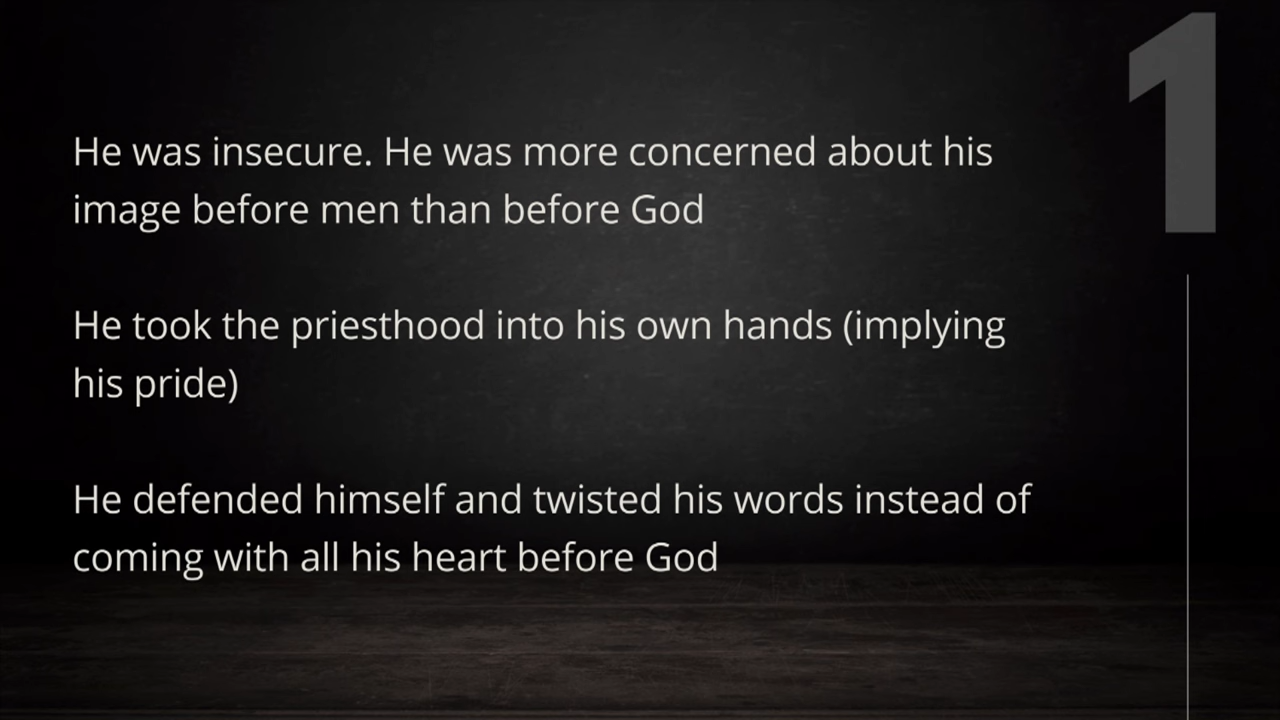 1
He was insecure. He was more concerned about his
image before men than before God
He took the priesthood into his own hands (implying
his pride)
He defended himself and twisted his words instead of
coming with all his heart before God